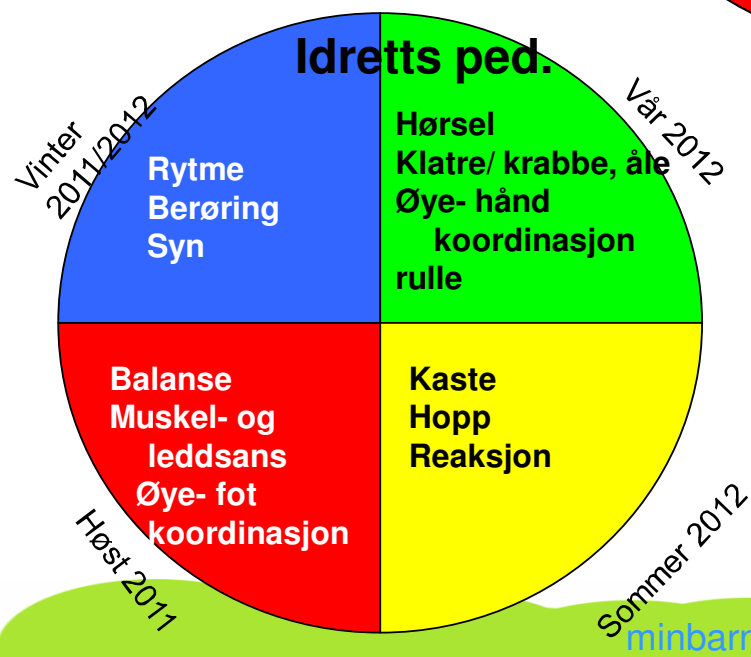 Idretts ped.
Vinter
2011/2012
Rytme
Berøring
Syn
Vår 2012
Hørsel
Klatre/ krabbe, åle
Øye- hånd
koordinasjon
rulle
Balanse
Muskel- og
leddsans
Øye- fot
koordinasjon
Høst 2011
Kaste
Hopp
Reaksjon
Sommer 2012
minbarn